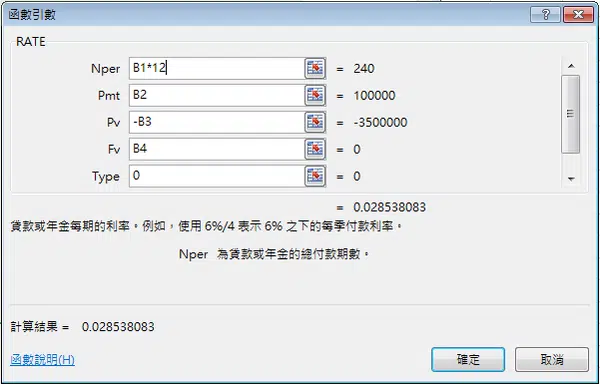 函數引數
RATE
Nper B1*12 = 240
Pmt B2 = 100000
Pv -B3 = -3500000
Fv B4 = 0
Type 0 = 0
= 0.028538083
貸款或年金每期的利率。例如，使用 6%/4 表示 6% 之下的每季付款利率。
Nper 為貸款或年金的總付款期數。
計算結果 = 0.028538083
函數說明(H) 確定 取消